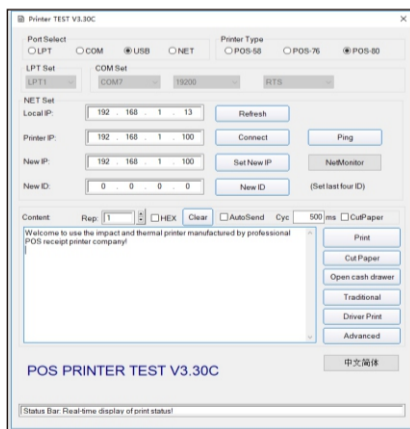 Printer TEST V3.30C
Port Select
LPT COM USB NET
Printer Type
POS-58 POS-76 POS-80
LPT Set
LPT1
COM Set
COM7 19200 RTS
NET Set
Local IP: 192 . 168 . 1 . 13 Refresh
Printer IP: 192 . 168 . 1 . 100 Connect Ping
New IP: 192 . 168 . 1 . 100 Set New IP NetMonitor
New ID: 0 . 0 . 0 . 0 New ID (Set last four ID)
Content: Rep: 1 HEX Clear AutoSend Cyc 500 ms CutPaper
Welcome to use the impact and thermal printer manufactured by professional
POS receipt printer company!
Print
Cut Paper
Open cash drawer
Traditional
Driver Print
Advanced
中文简体
POS PRINTER TEST V3.30C
Status Bar: Real-time display of print status!